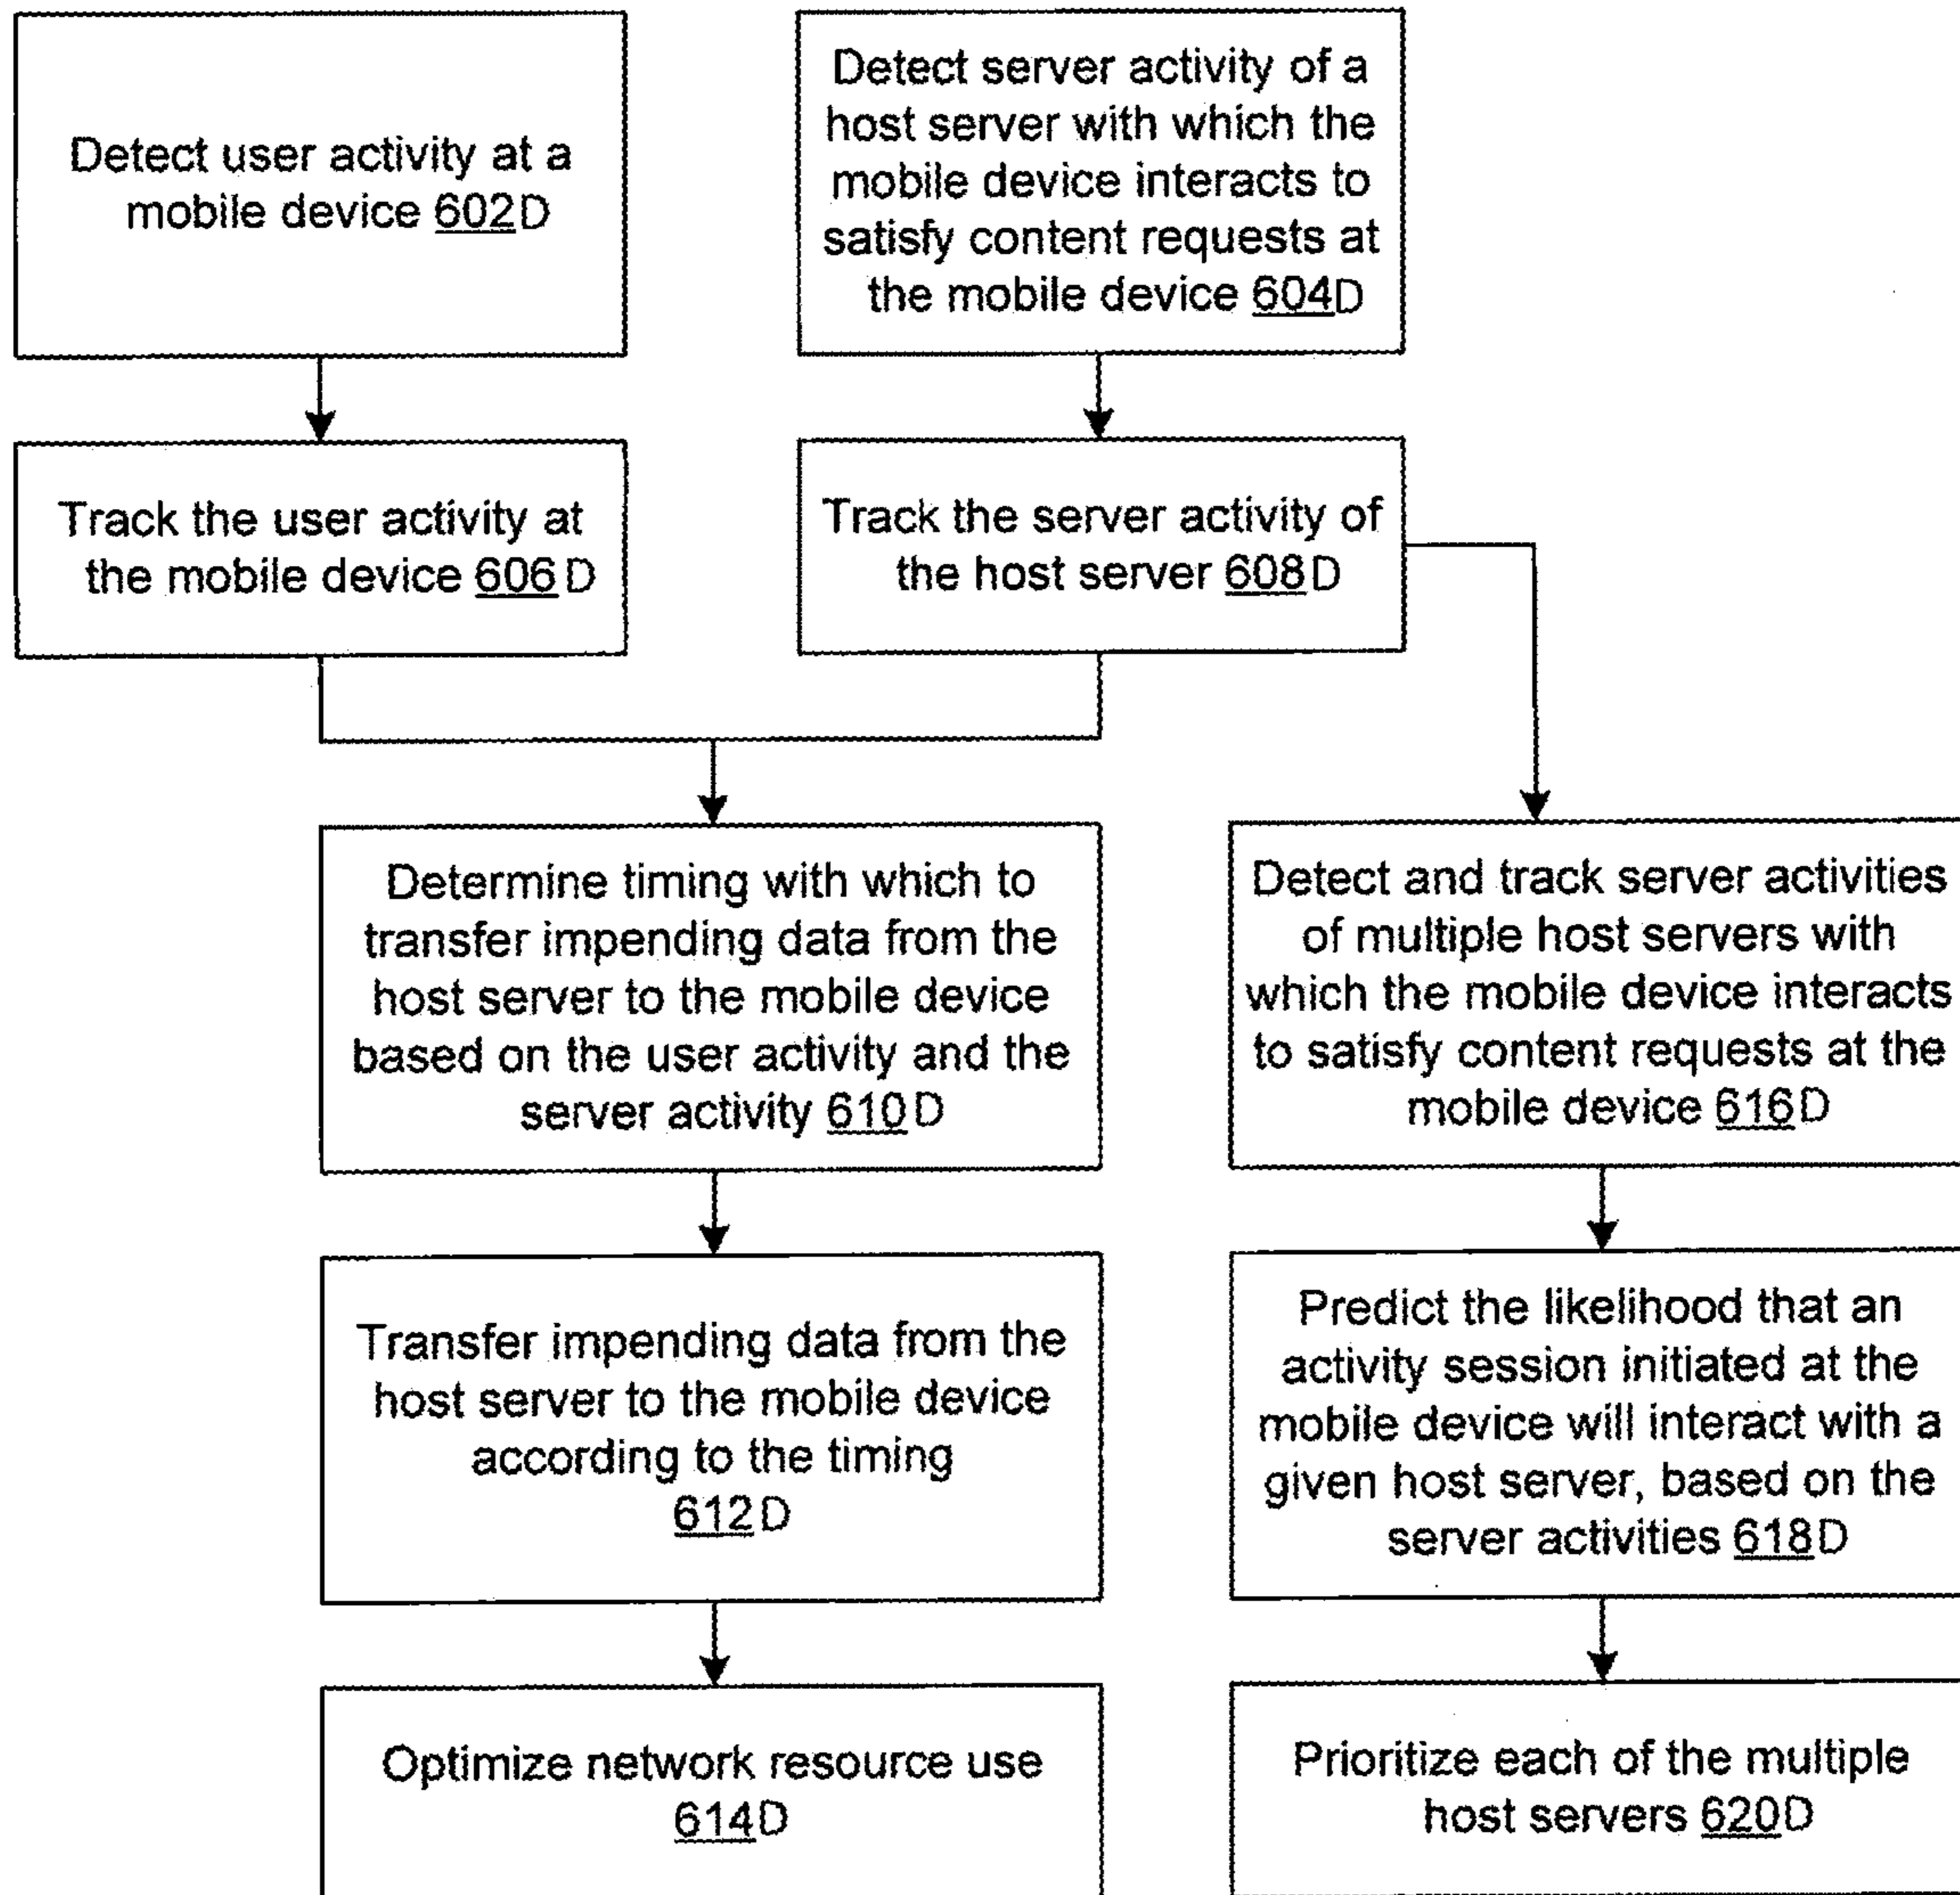 Detect user activity at a
mobile device 602D
Detect server activity of a
host server with which the
mobile device interacts to
satisfy content requests at
the mobile device 604D
Track the user activity at
the mobile device 606D
Track the server activity of
the host server 608D
Determine timing with which to
transfer impending data from the
host server to the mobile device
based on the user activity and the
server activity 610D
Detect and track server activities
of multiple host servers with
which the mobile device interacts
to satisfy content requests at the
mobile device 616D
Transfer impending data from the
host server to the mobile device
according to the timing
612D
Predict the likelihood that an
activity session initiated at the
mobile device will interact with a
given host server, based on the
server activities 618D
Optimize network resource use
614D
Prioritize each of the multiple
host servers 620D